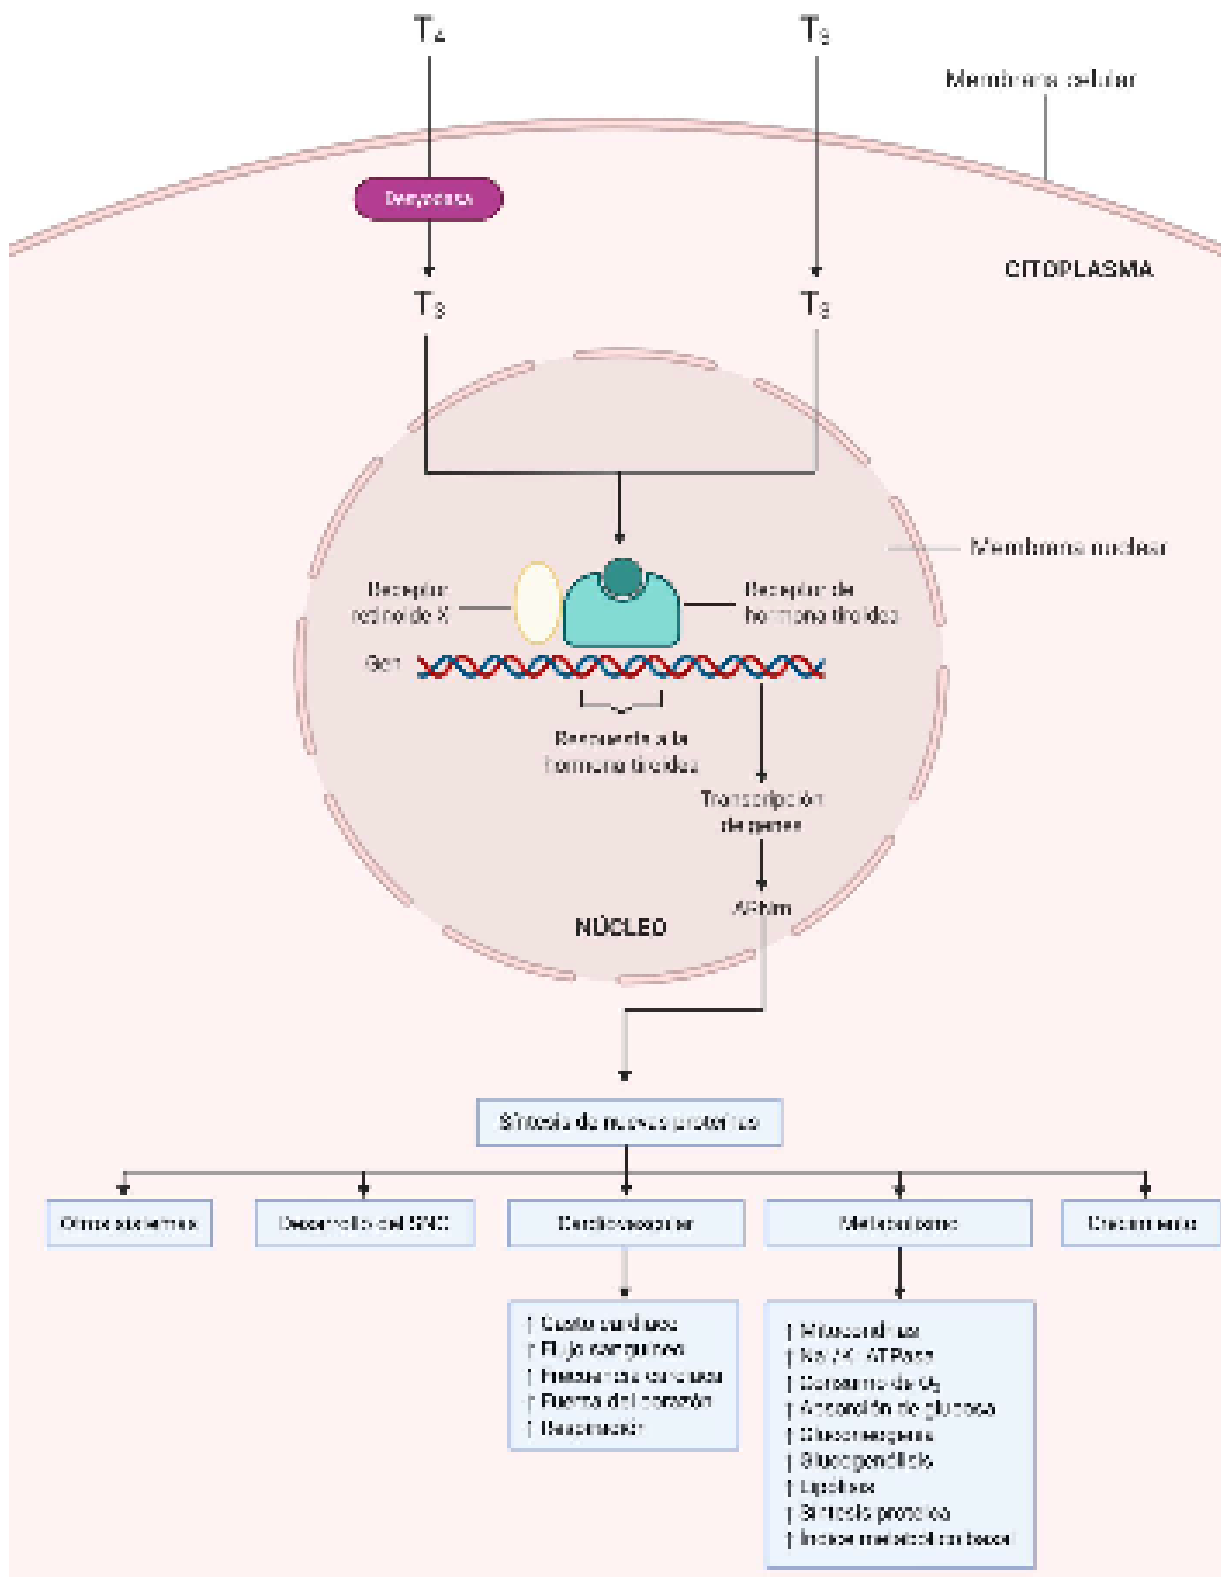 T₄
T₃
Membrana celular
Desyodasa
CITOPLASMA
T₃
T₃
Membrana nuclear
Receptor
retinoide X
Receptor de
hormona tiroidea
Gen
Respuesta a la
hormona tiroidea
Transcripción
de genes
ARNm
NÚCLEO
Síntesis de nuevas proteínas
Otros sistemas
Desarrollo del SNC
Cardiovascular
Metabolismo
Crecimiento
↑ Gasto cardiaco
↑ Flujo sanguíneo
↑ Frecuencia cardiaca
↑ Fuerza del corazón
↑ Respiración
↑ Mitocondrias
↑ Na⁺/K⁺ ATPasa
↑ Consumo de O₂
↑ Absorción de glucosa
↑ Gluconeogenia
↑ Glucogenólisis
↑ Lipólisis
↑ Síntesis proteica
↑ Índice metabólico basal